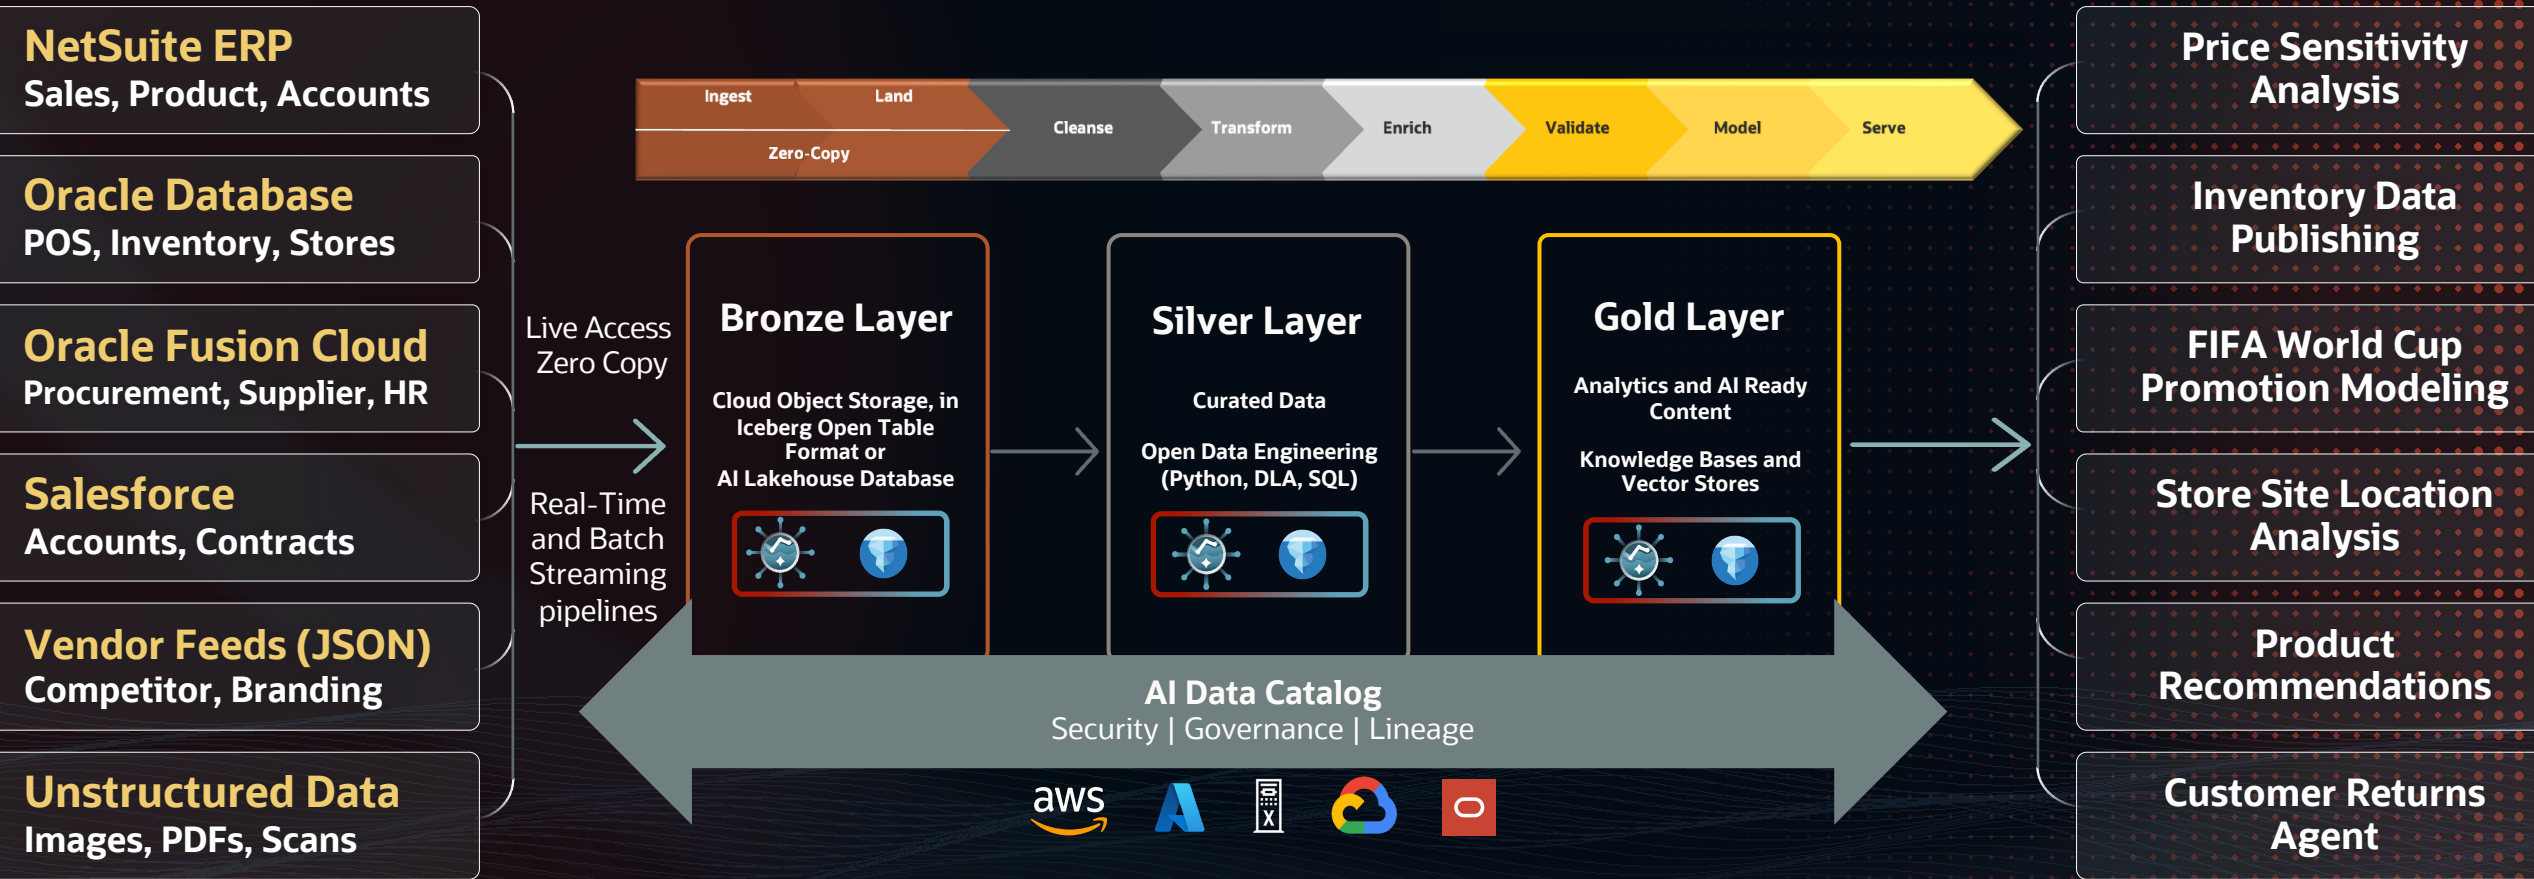 NetSuite ERP
Sales, Product, Accounts
Oracle Database
POS, Inventory, Stores
Oracle Fusion Cloud
Procurement, Supplier, HR
Salesforce
Accounts, Contracts
Vendor Feeds (JSON)
Competitor, Branding
Unstructured Data
Images, PDFs, Scans
Live Access
Zero Copy
Real-Time
and Batch
Streaming
pipelines
Ingest
Land
Zero-Copy
Cleanse
Transform
Enrich
Validate
Model
Serve
Bronze Layer
Cloud Object Storage, in
Iceberg Open Table
Format or
AI Lakehouse Database
Silver Layer
Curated Data
Open Data Engineering
(Python, DLA, SQL)
Gold Layer
Analytics and AI Ready
Content
Knowledge Bases and
Vector Stores
AI Data Catalog
Security | Governance | Lineage
aws
X
Price Sensitivity
Analysis
Inventory Data
Publishing
FIFA World Cup
Promotion Modeling
Store Site Location
Analysis
Product
Recommendations
Customer Returns
Agent